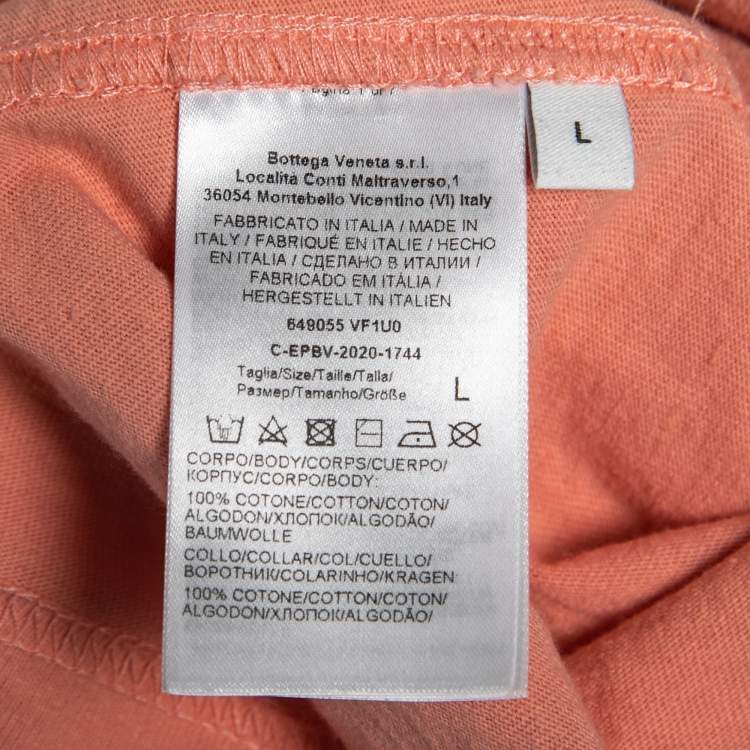 L
Bottega Veneta s.r.l.
Località Conti Maltraverso,1
36054 Montebello Vicentino (VI) Italy
FABBRICATO IN ITALIA / MADE IN
ITALY / FABRIQUÉ EN ITALIE / HECHO
EN ITALIA / СДЕЛАНО В ИТАЛИИ /
FABRICADO EM ITÁLIA /
HERGESTELLT IN ITALIEN
649055 VF1U0
C-EPBV-2020-1744
Taglia/Size/Taille/Talla/
Размер/Tamanho/Größe L
CORPO/BODY/CORPS/CUERPO/
КОРПУС/CORPO/BODY:
100% COTONE/COTTON/COTON/
ALGODON/ХЛОПОК/ALGODÃO/
BAUMWOLLE
COLLO/COLLAR/COL/CUELLO/
ВОРОТНИК/COLARINHO/KRAGEN:
100% COTONE/COTTON/COTON/
ALGODON/ХЛОПОК/ALGODÃO/